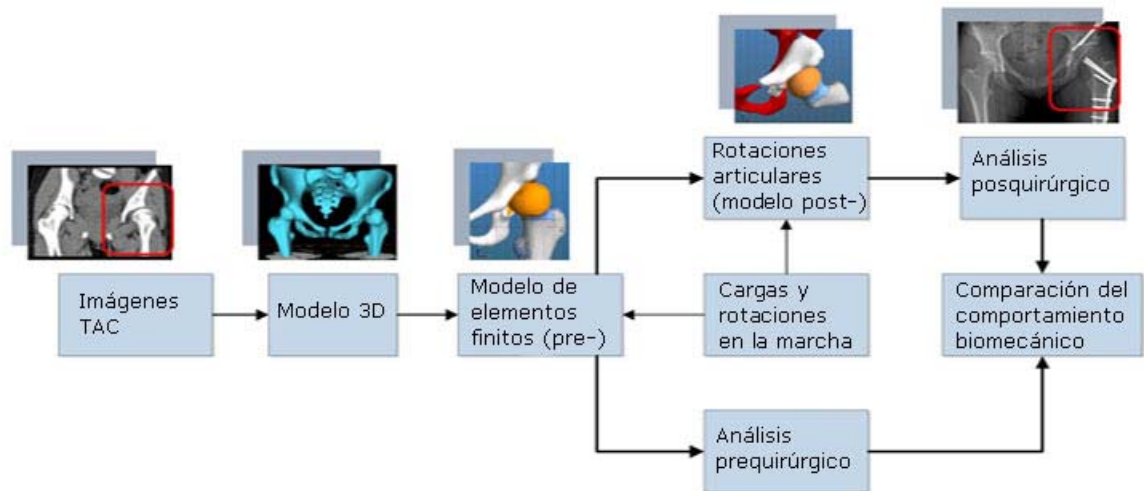 Imágenes
TAC
Modelo 3D
Modelo de
elementos
finitos (pre-)
Rotaciones
articulares
(modelo post-)
Análisis
posquirúrgico
Cargas y
rotaciones
en la marcha
Comparación del
comportamiento
biomecánico
Análisis
prequirúrgico